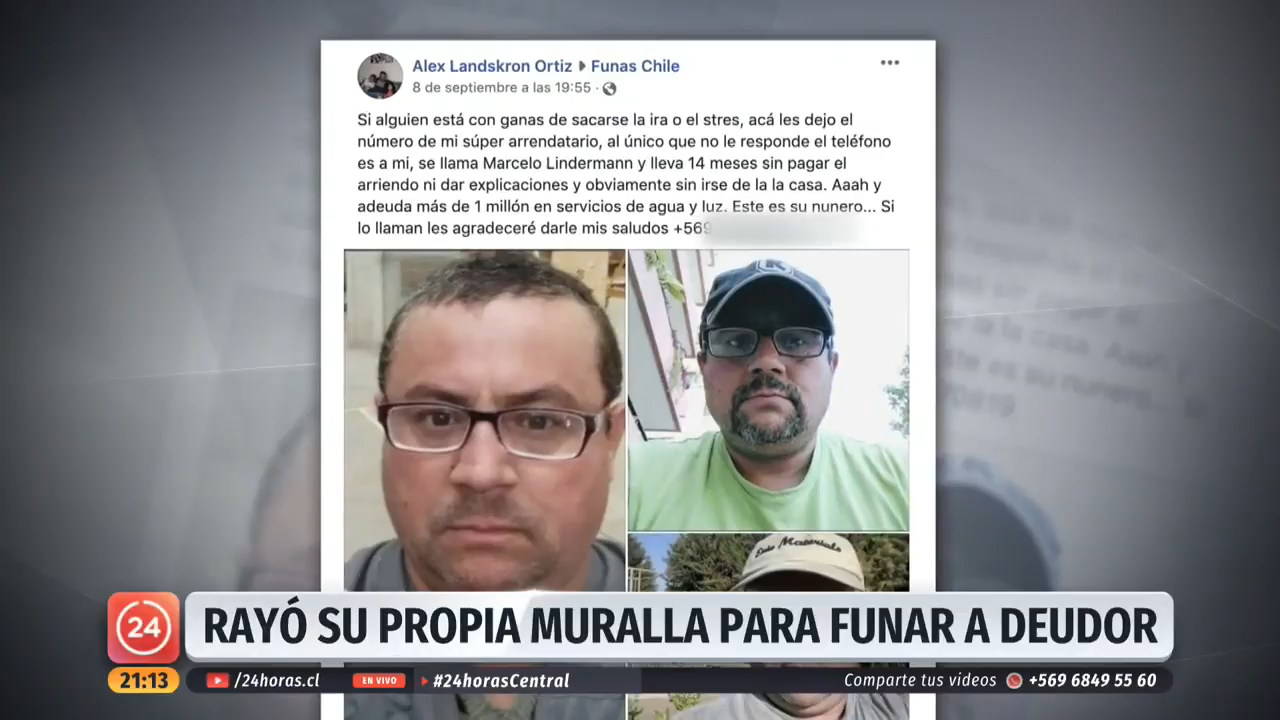 Alex Landskron Ortiz ▸ Funas Chile
8 de septiembre a las 19:55 ·
Si alguien está con ganas de sacarse la ira o el stres, acá les dejo el
número de mi súper arrendatario, al único que no le responde el teléfono
es a mi, se llama Marcelo Lindermann y lleva 14 meses sin pagar el
arriendo ni dar explicaciones y obviamente sin irse de la la casa. Aaah y
adeuda más de 1 millón en servicios de agua y luz. Este es su nunero... Si
lo llaman les agradeceré darle mis saludos +569
24
RAYÓ SU PROPIA MURALLA PARA FUNAR A DEUDOR
21:13
/24horas.cl
EN VIVO
#24horasCentral
Comparte tus videos
+569 6849 55 60